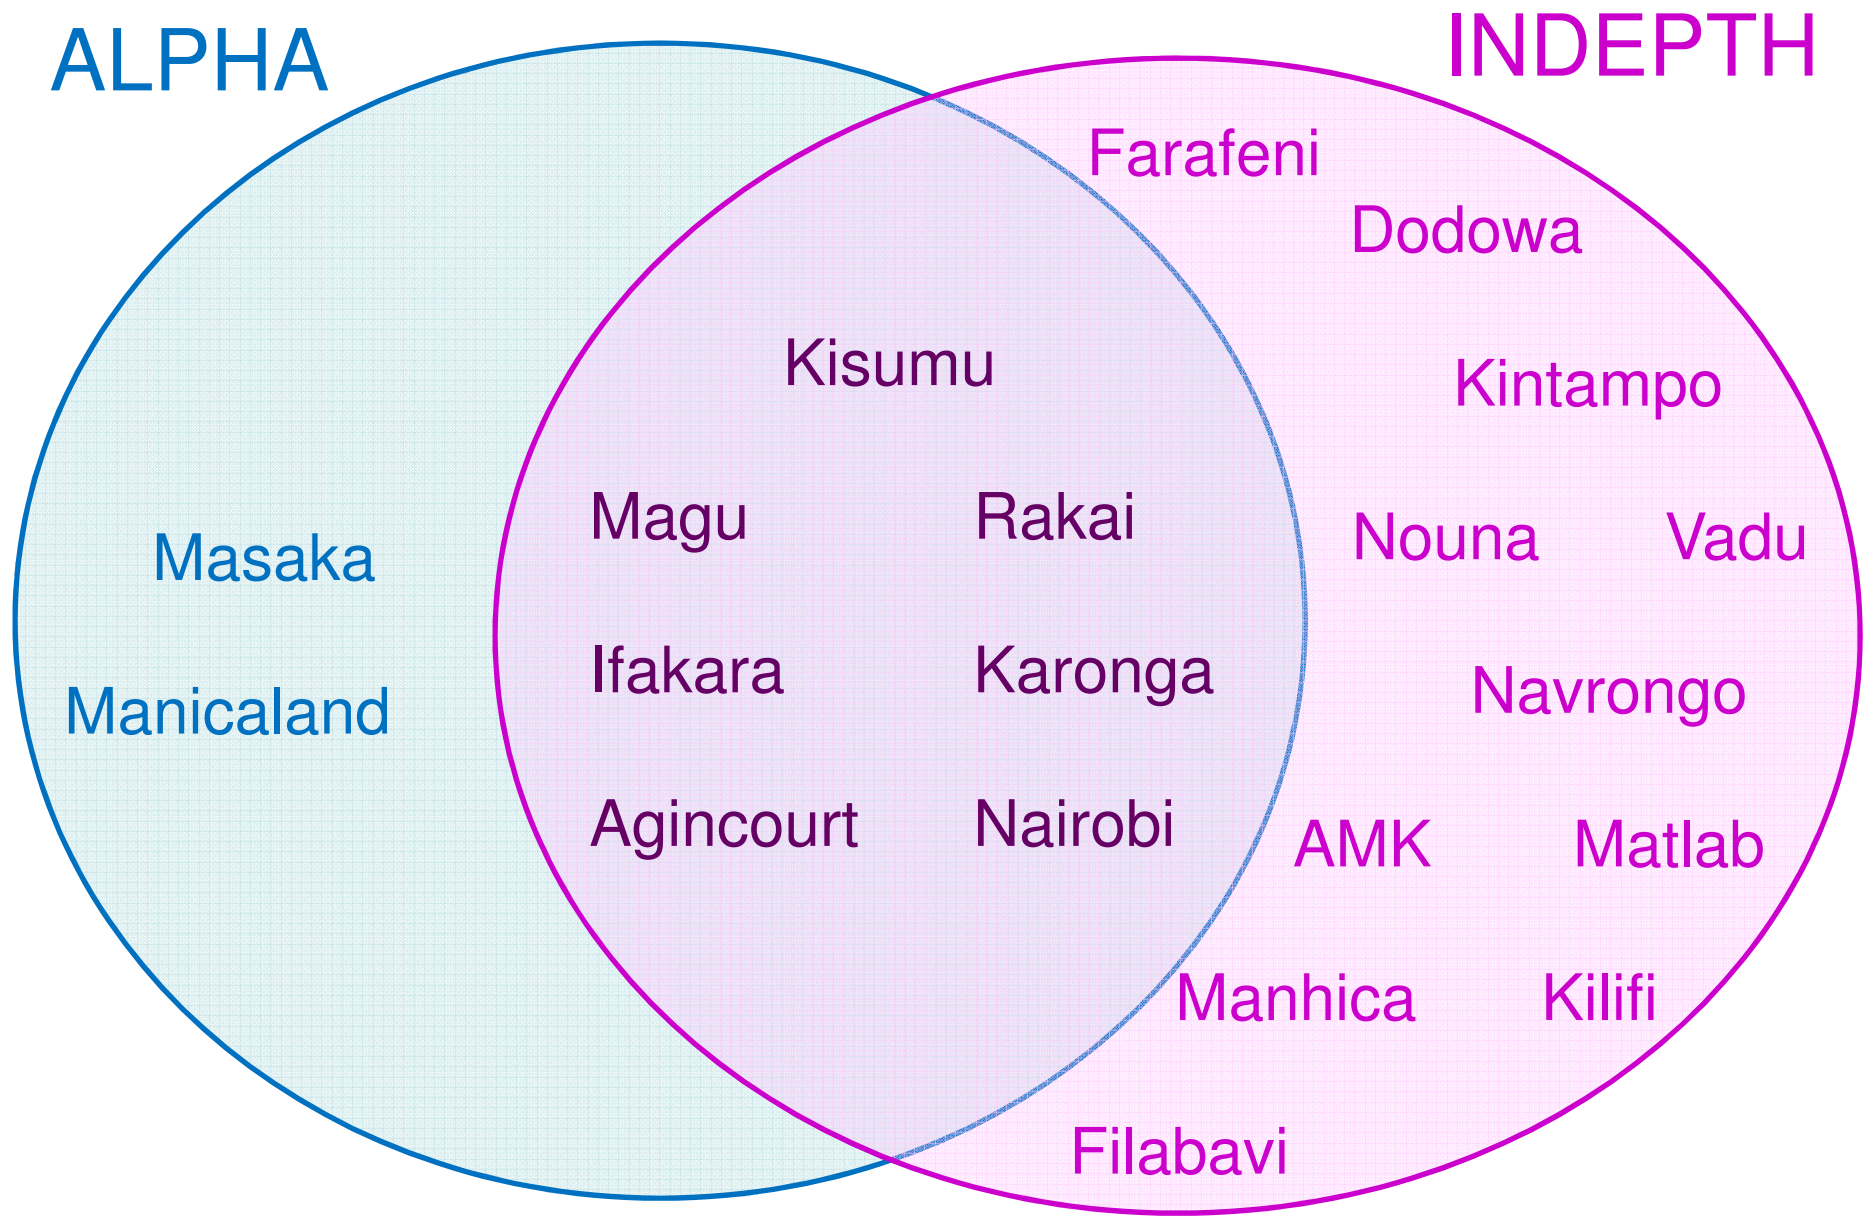 ALPHA
INDEPTH
Farafeni
Dodowa
Kisumu
Kintampo
Magu
Rakai
Nouna
Vadu
Masaka
Ifakara
Karonga
Navrongo
Manicaland
Agincourt
Nairobi
AMK
Matlab
Manhica
Kilifi
Filabavi